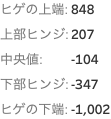 ヒゲの上端: 848
上部ヒンジ: 207
中央値: -104
下部ヒンジ: -347
ヒゲの下端: -1,002